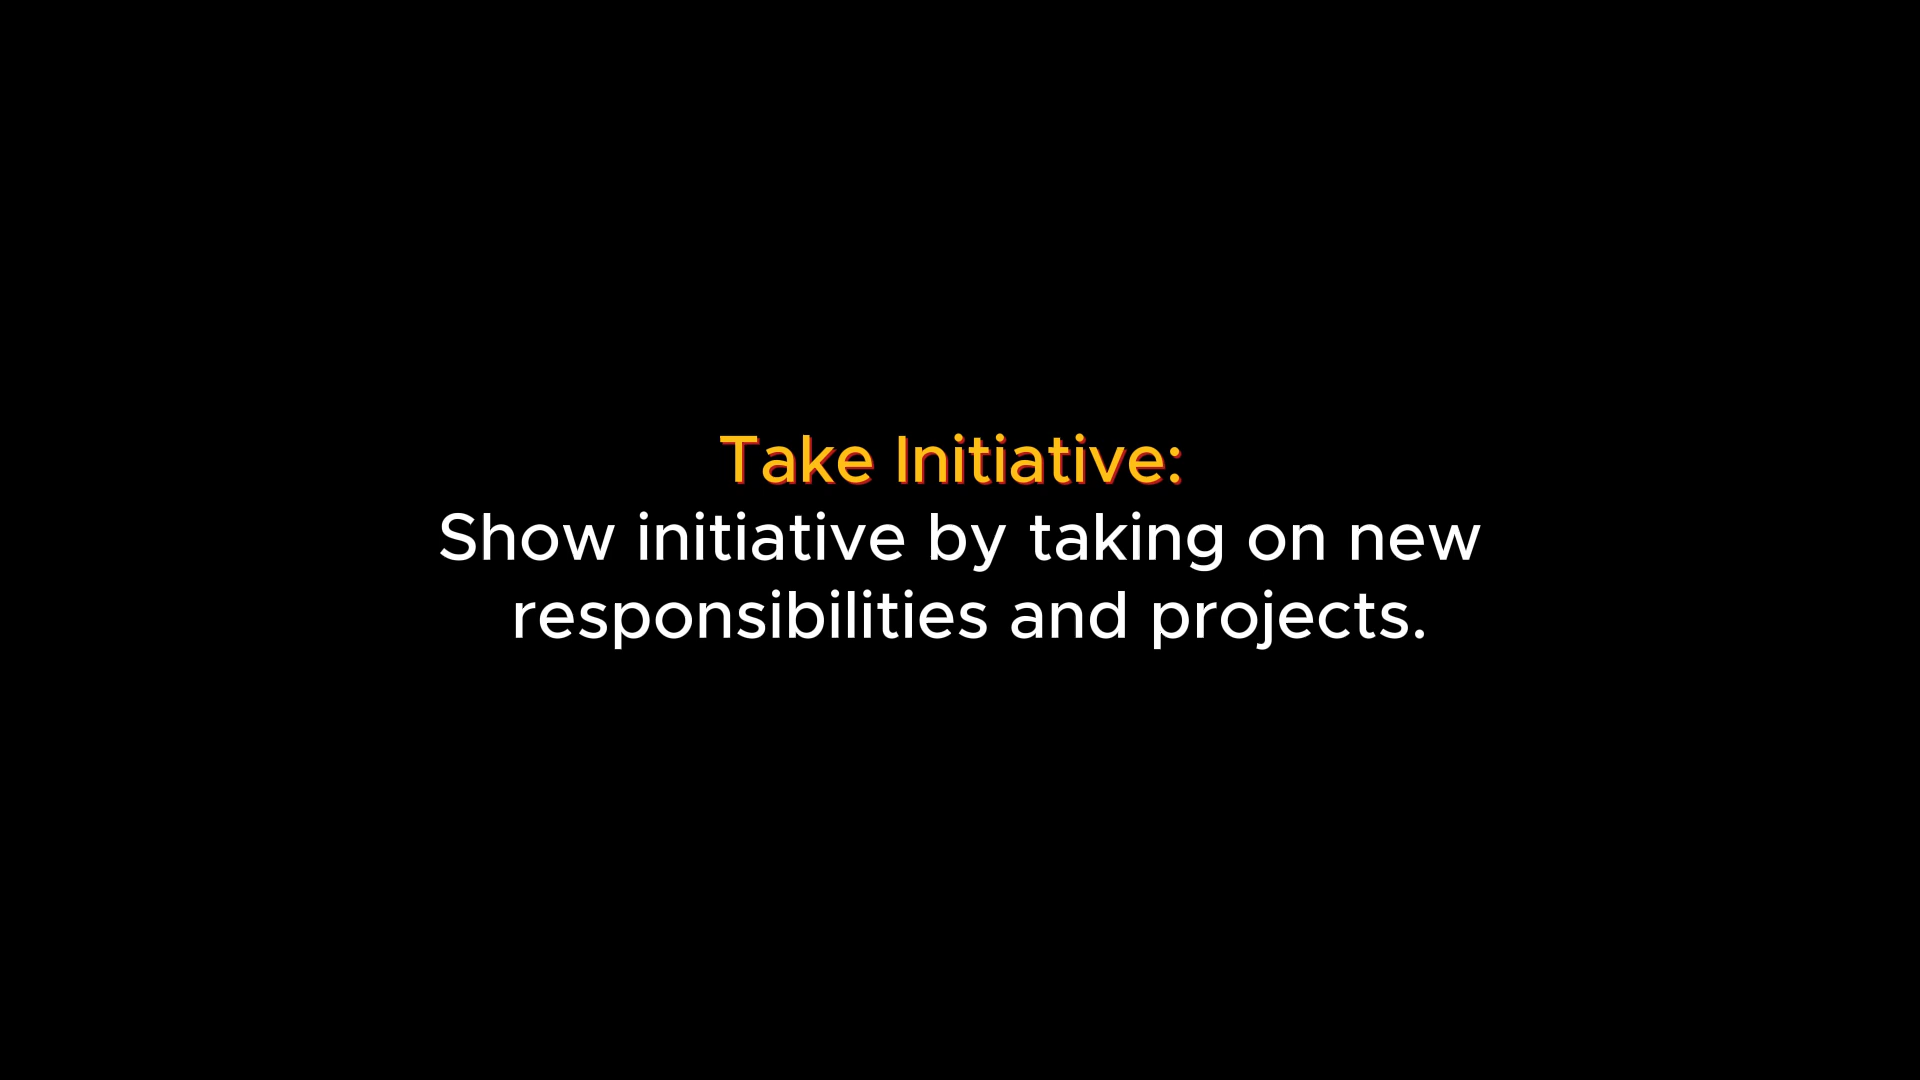 Take Initiative:
Show initiative by taking on new
responsibilities and projects.